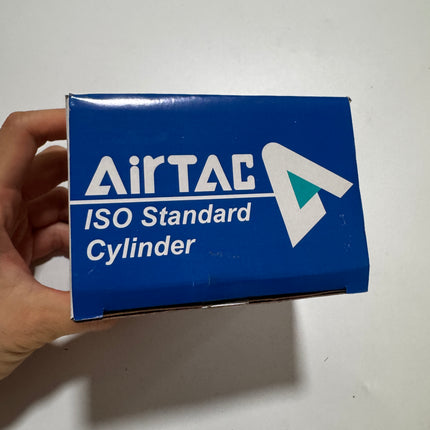 AirTAC
ISO Standard
Cylinder